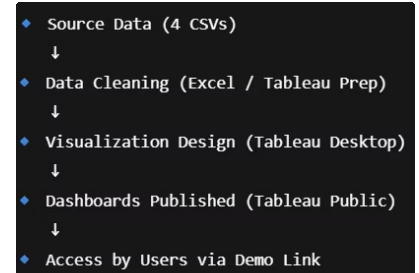 🔹 Source Data (4 CSVs)
↓
🔹 Data Cleaning (Excel / Tableau Prep)
↓
🔹 Visualization Design (Tableau Desktop)
↓
🔹 Dashboards Published (Tableau Public)
↓
🔹 Access by Users via Demo Link